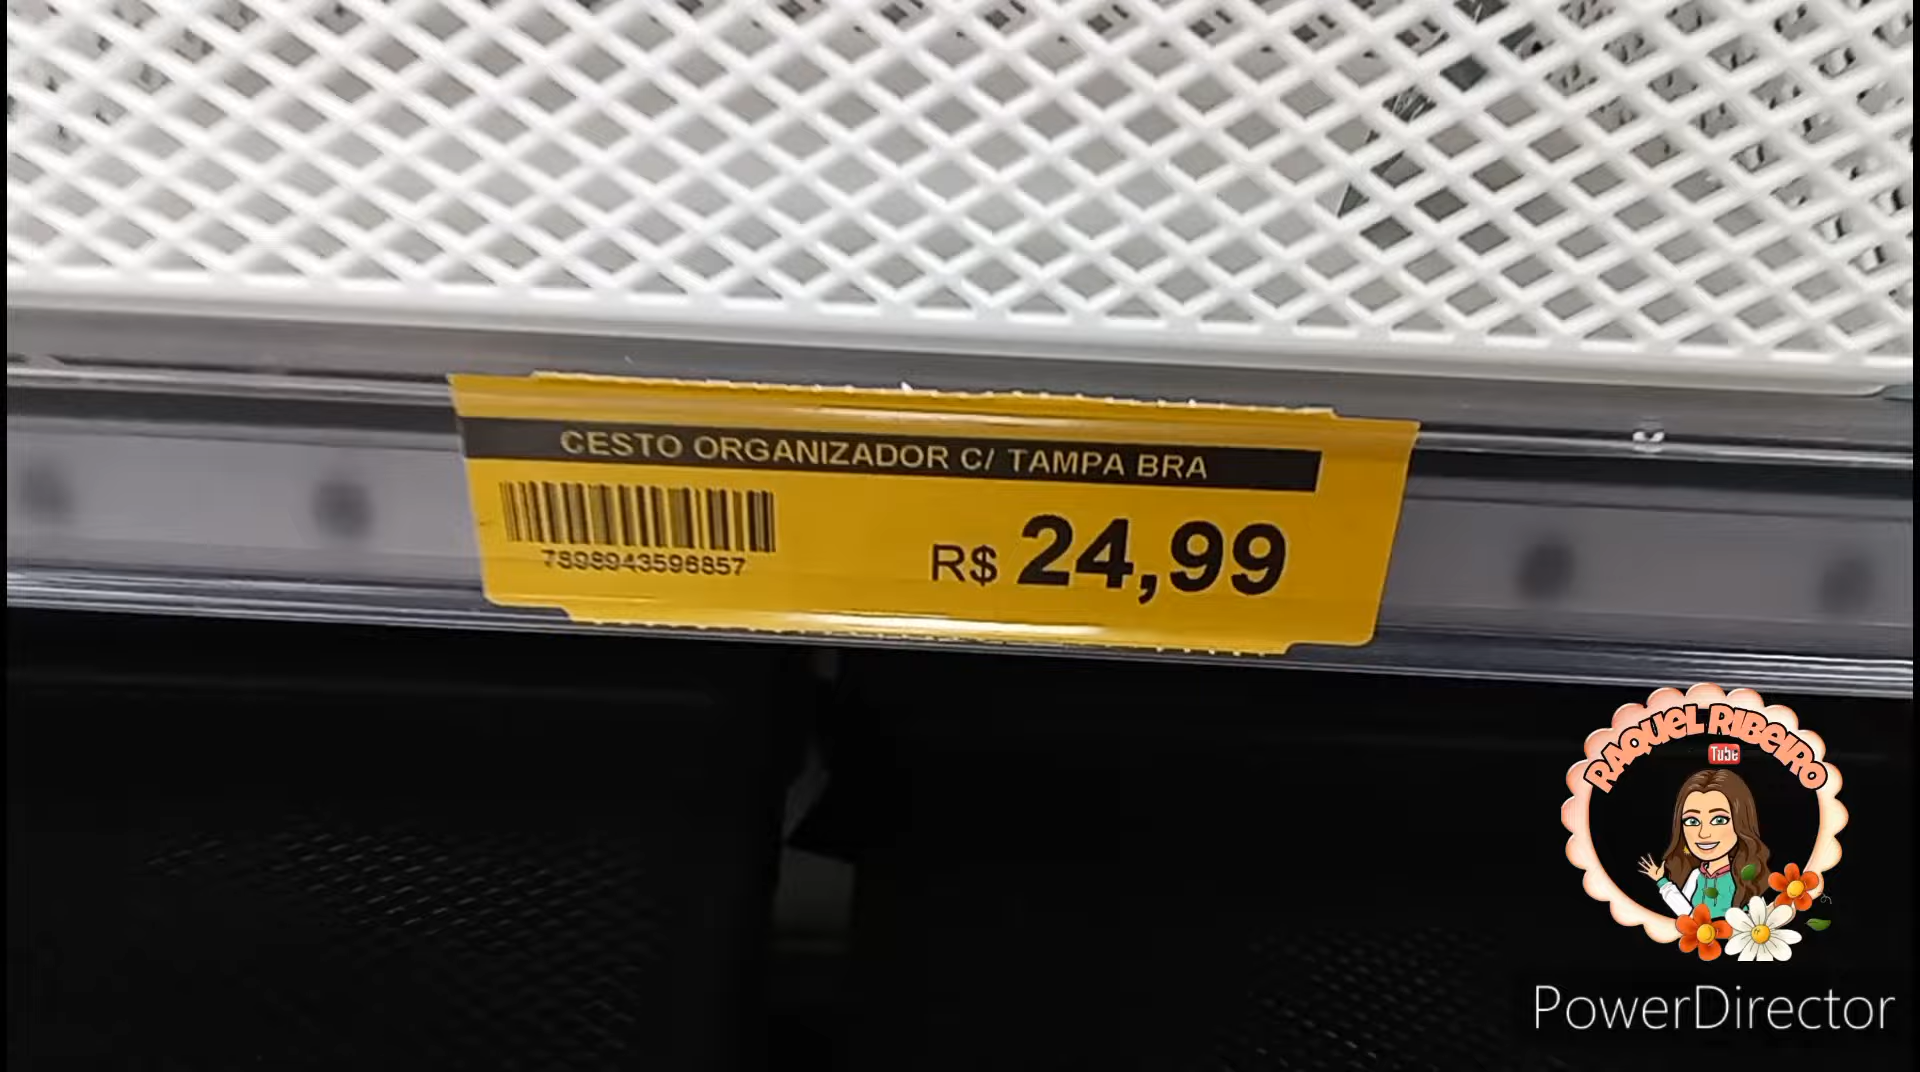 CESTO ORGANIZADOR C/ TAMPA BRA
7898943596857
R$ 24,99
RAQUEL RIBEIRO
Tube
PowerDirector